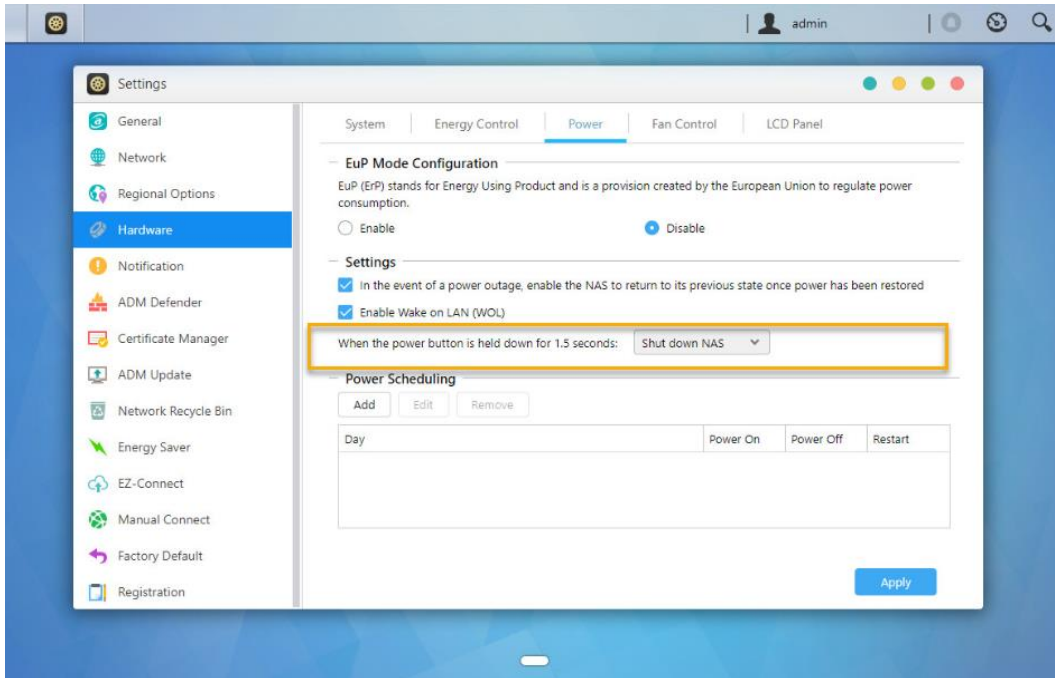 admin
Settings
General
Network
Regional Options
Hardware
Notification
ADM Defender
Certificate Manager
ADM Update
Network Recycle Bin
Energy Saver
EZ-Connect
Manual Connect
Factory Default
Registration
System Energy Control Power Fan Control LCD Panel
EuP Mode Configuration
EuP (ErP) stands for Energy Using Product and is a provision created by the European Union to regulate power
consumption.
Enable Disable
Settings
In the event of a power outage, enable the NAS to return to its previous state once power has been restored
Enable Wake on LAN (WOL)
When the power button is held down for 1.5 seconds: Shut down NAS
Power Scheduling
Add Edit Remove
Day Power On Power Off Restart
Apply